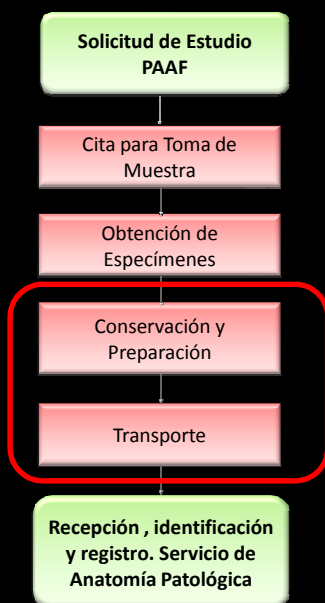 Solicitud de Estudio
PAAF
Cita para Toma de
Muestra
Obtención de
Especímenes
Conservación y
Preparación
Transporte
Recepción , identificación
y registro. Servicio de
Anatomía Patológica